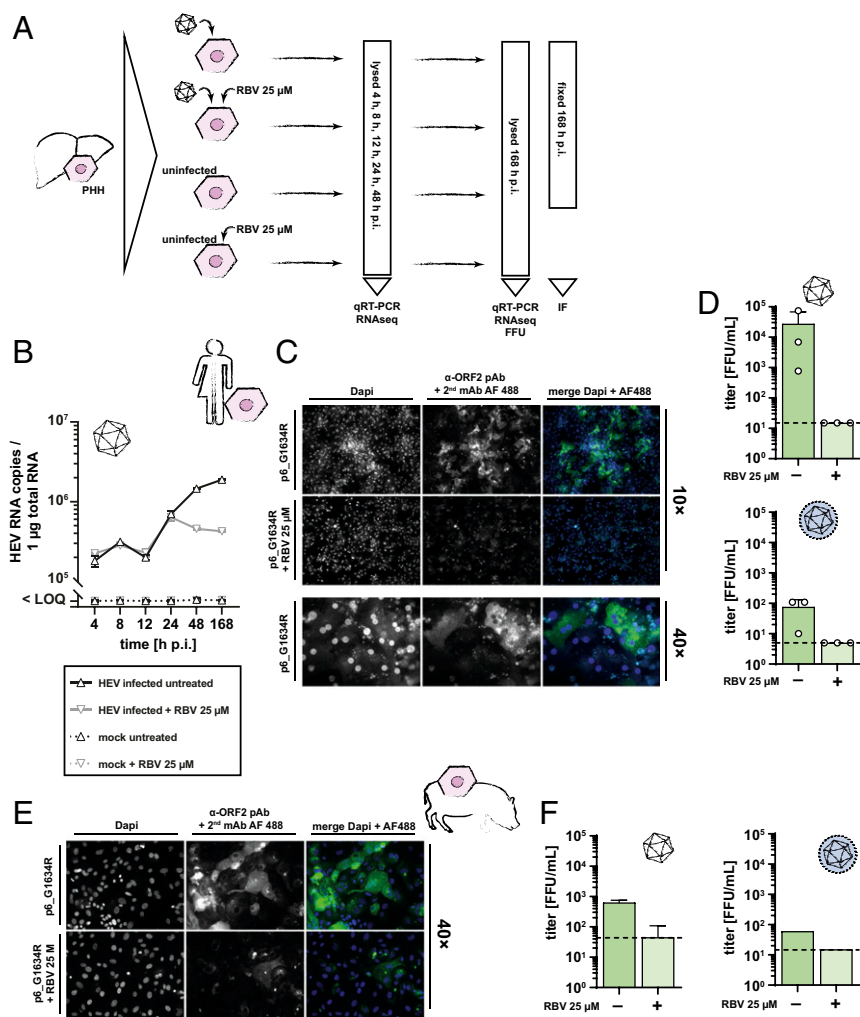 A
RBV 25 µM
uninfected
RBV 25 µM
uninfected
PHH
lysed 4 h, 8 h, 12 h, 24 h, 48 h p.i.
lysed 168 h p.i.
fixed 168 h p.i.
qRT-PCR
RNAseq
qRT-PCR
RNAseq
FFU
IF
B
HEV RNA copies /
1 µg total RNA
10⁷
10⁶
10⁵
< LOQ
4 8 12 24 48 168
time [h p.i.]
HEV infected untreated
HEV infected + RBV 25 µM
mock untreated
mock + RBV 25 µM
C
Dapi
α-ORF2 pAb
+ 2ⁿᵈ mAb AF 488
merge Dapi + AF488
p6_G1634R
p6_G1634R
+ RBV 25 µM
10×
p6_G1634R
40×
D
titer [FFU/mL]
10⁵
10⁴
10³
10²
10¹
10⁰
RBV 25 µM − +
titer [FFU/mL]
10⁵
10⁴
10³
10²
10¹
10⁰
RBV 25 µM − +
E
Dapi
α-ORF2 pAb
+ 2ⁿᵈ mAb AF 488
merge Dapi + AF488
p6_G1634R
p6_G1634R
+ RBV 25 M
40×
F
titer [FFU/mL]
10⁵
10⁴
10³
10²
10¹
10⁰
RBV 25 µM − +
titer [FFU/mL]
10⁵
10⁴
10³
10²
10¹
10⁰
RBV 25 µM − +